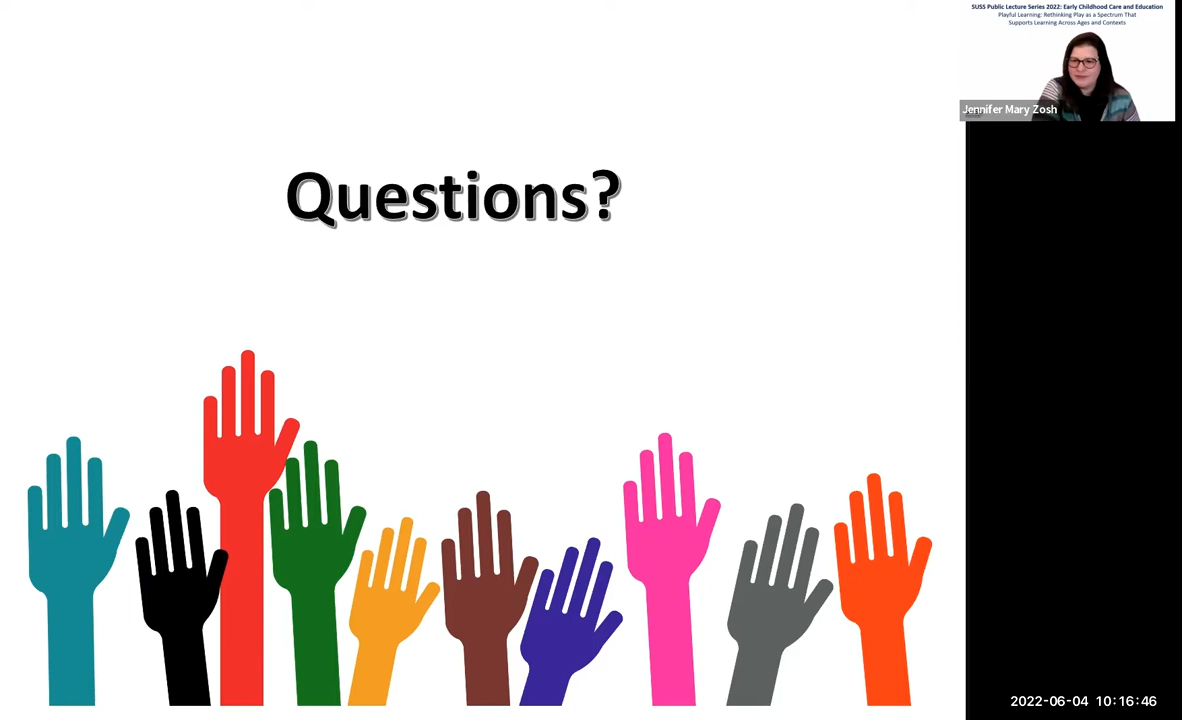 SUSS Public Lecture Series 2022: Early Childhood Care and Education
Playful Learning: Rethinking Play as a Spectrum That
Supports Learning Across Ages and Contexts
Jennifer Mary Zosh
Questions?
2022-06-04 10:16:46